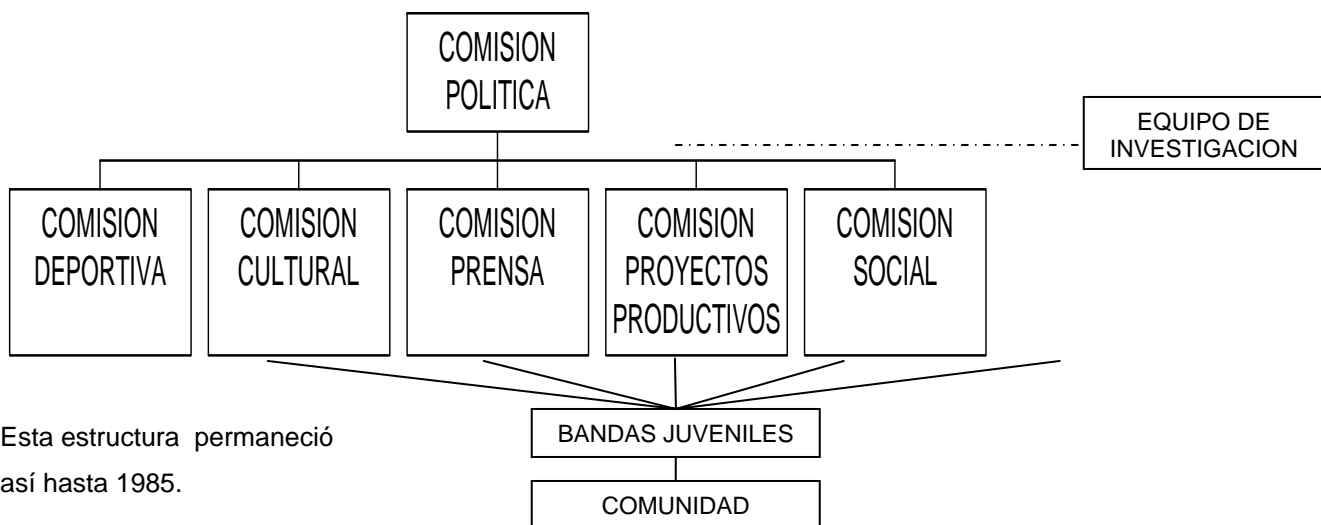 COMISION
POLITICA
EQUIPO DE
INVESTIGACION
COMISION
DEPORTIVA
COMISION
CULTURAL
COMISION
PRENSA
COMISION
PROYECTOS
PRODUCTIVOS
COMISION
SOCIAL
BANDAS JUVENILES
Esta estructura permaneció
así hasta 1985.
COMUNIDAD